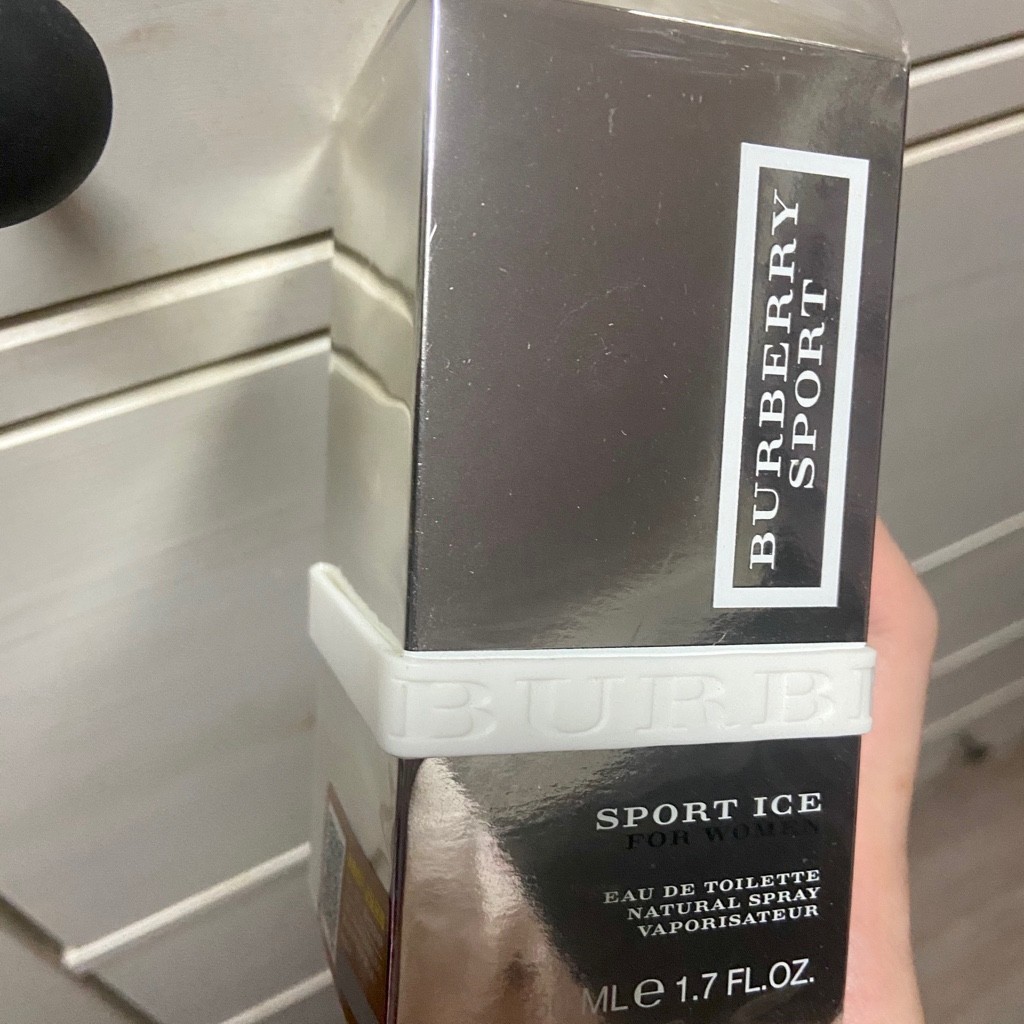 BURBERRY
SPORT
BURB
SPORT ICE
FOR WOMEN
EAU DE TOILETTE
NATURAL SPRAY
VAPORISATEUR
ML e 1.7 FL.OZ.